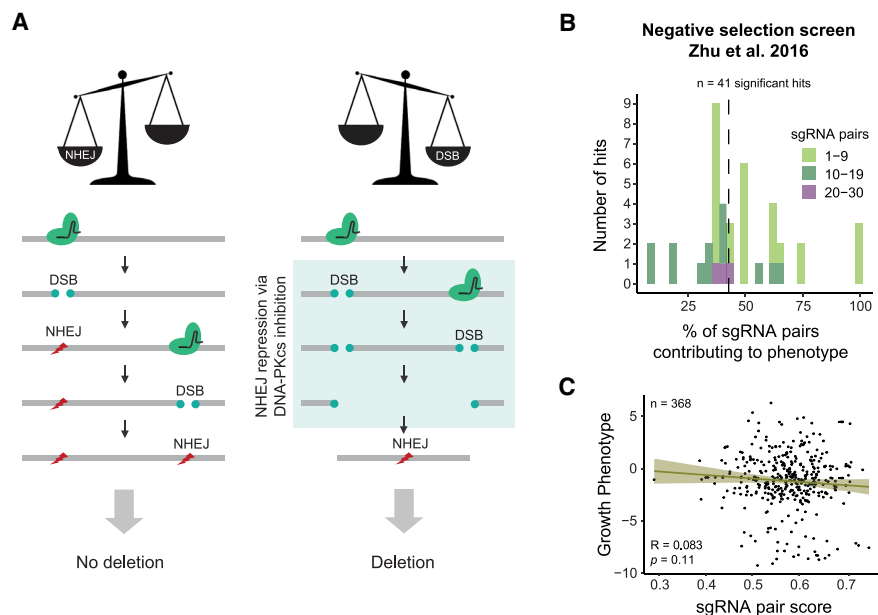 A
NHEJ
DSB
DSB
NHEJ
DSB
NHEJ
No deletion
NHEJ repression via
DNA-PKcs inhibition
DSB
DSB
NHEJ
Deletion
B
Negative selection screen
Zhu et al. 2016
n = 41 significant hits
Number of hits
9
8
7
6
5
4
3
2
1
0
sgRNA pairs
1–9
10–19
20–30
25
50
75
100
% of sgRNA pairs
contributing to phenotype
C
n = 368
Growth Phenotype
5
0
−5
−10
R = 0.083
p = 0.11
0.3
0.4
0.5
0.6
0.7
sgRNA pair score